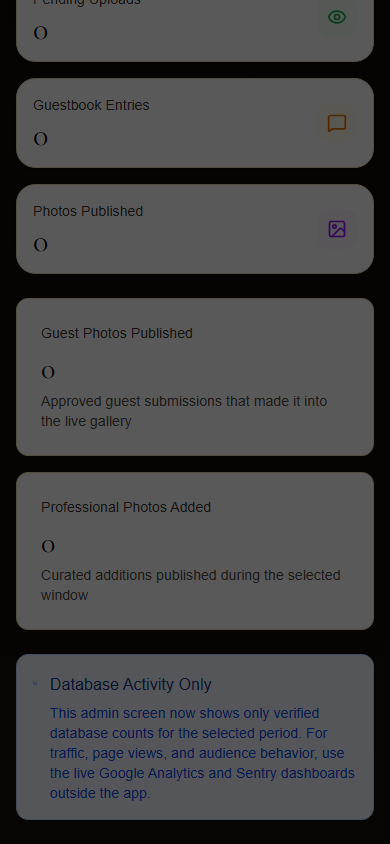 Pending Uploads
0
Guestbook Entries
0
Photos Published
0
Guest Photos Published
0
Approved guest submissions that made it into
the live gallery
Professional Photos Added
0
Curated additions published during the selected
window
Database Activity Only
This admin screen now shows only verified
database counts for the selected period. For
traffic, page views, and audience behavior, use
the live Google Analytics and Sentry dashboards
outside the app.